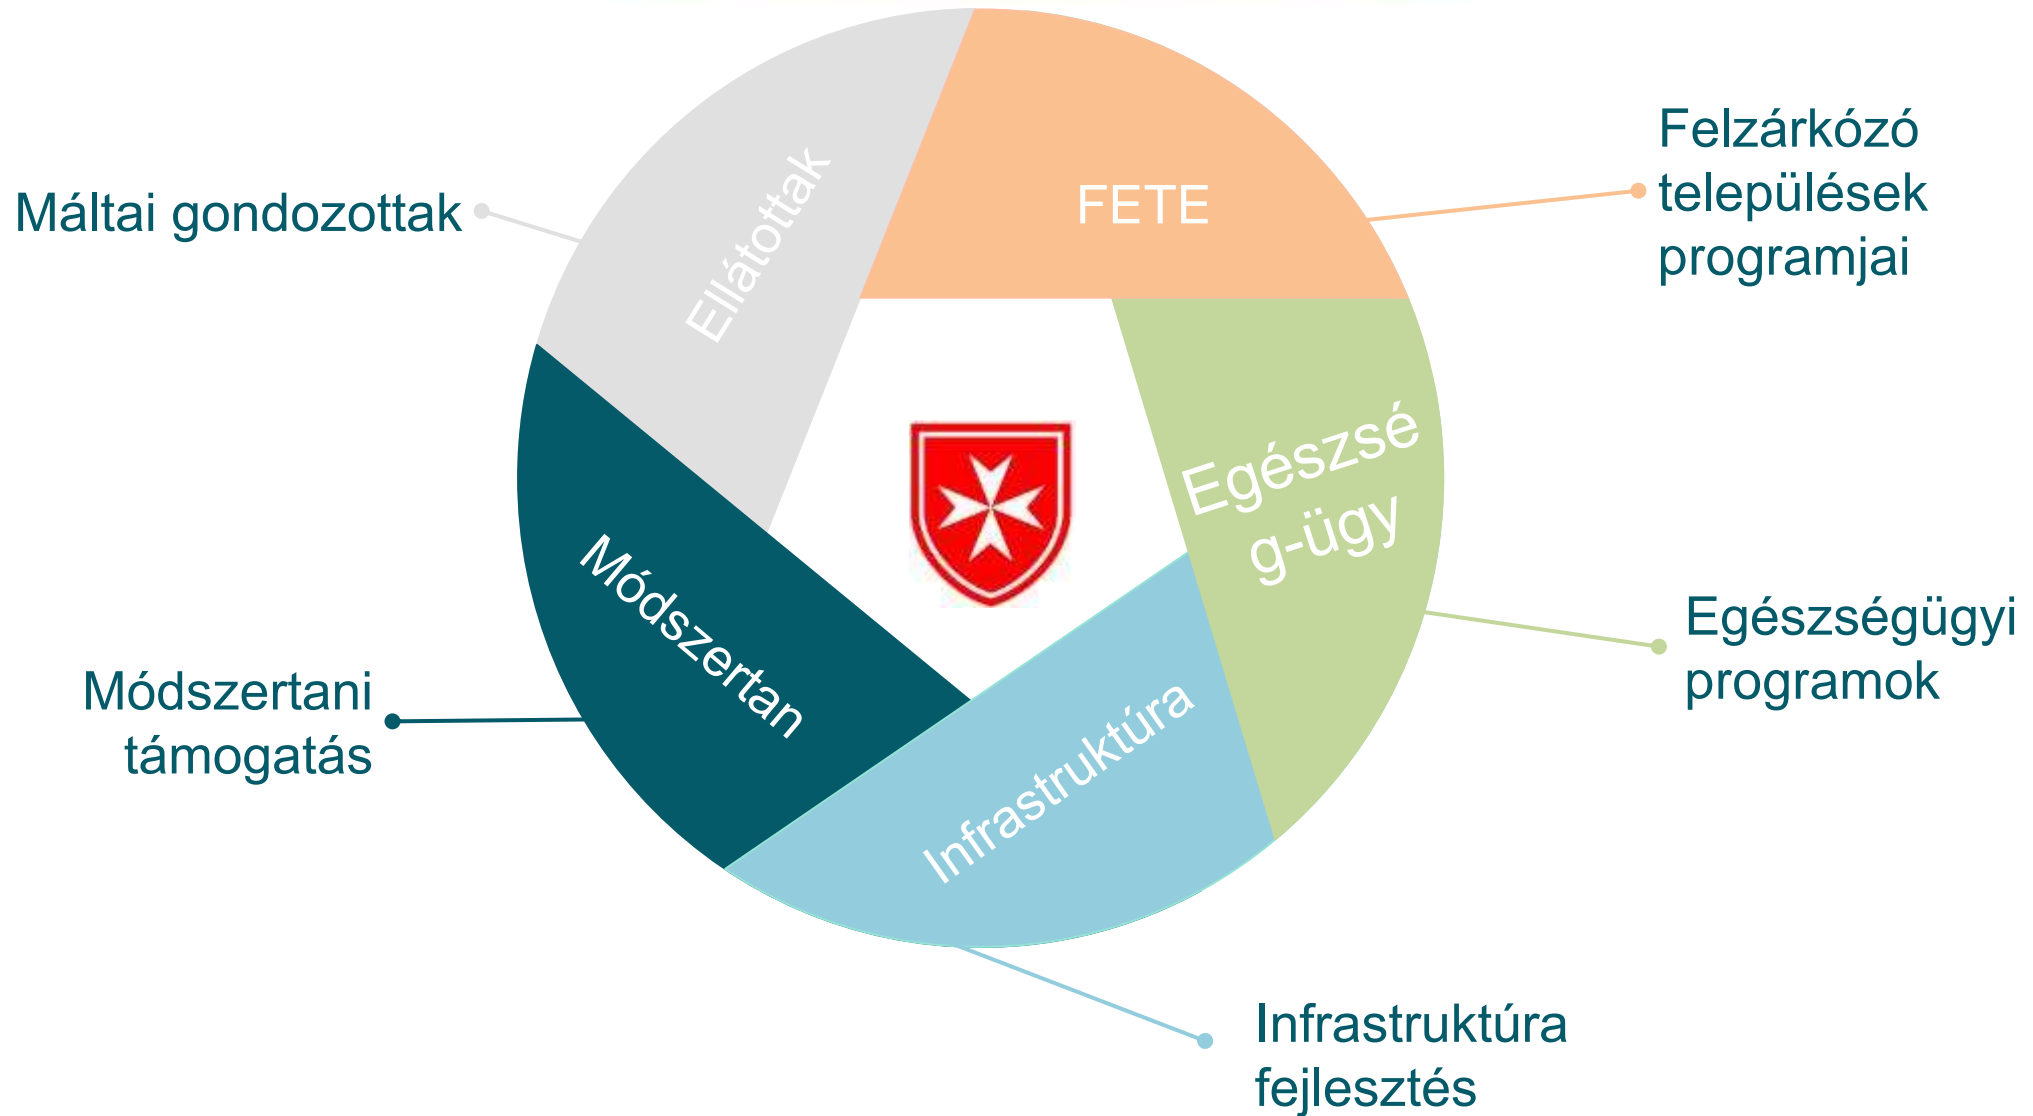 FETE
Felzárkózó
települések
programjai
Máltai gondozottak
Ellátottak
Egészsé
g-ügy
Egészségügyi
programok
Módszertan
Módszertani
támogatás
Infrastruktúra
Infrastruktúra
fejlesztés